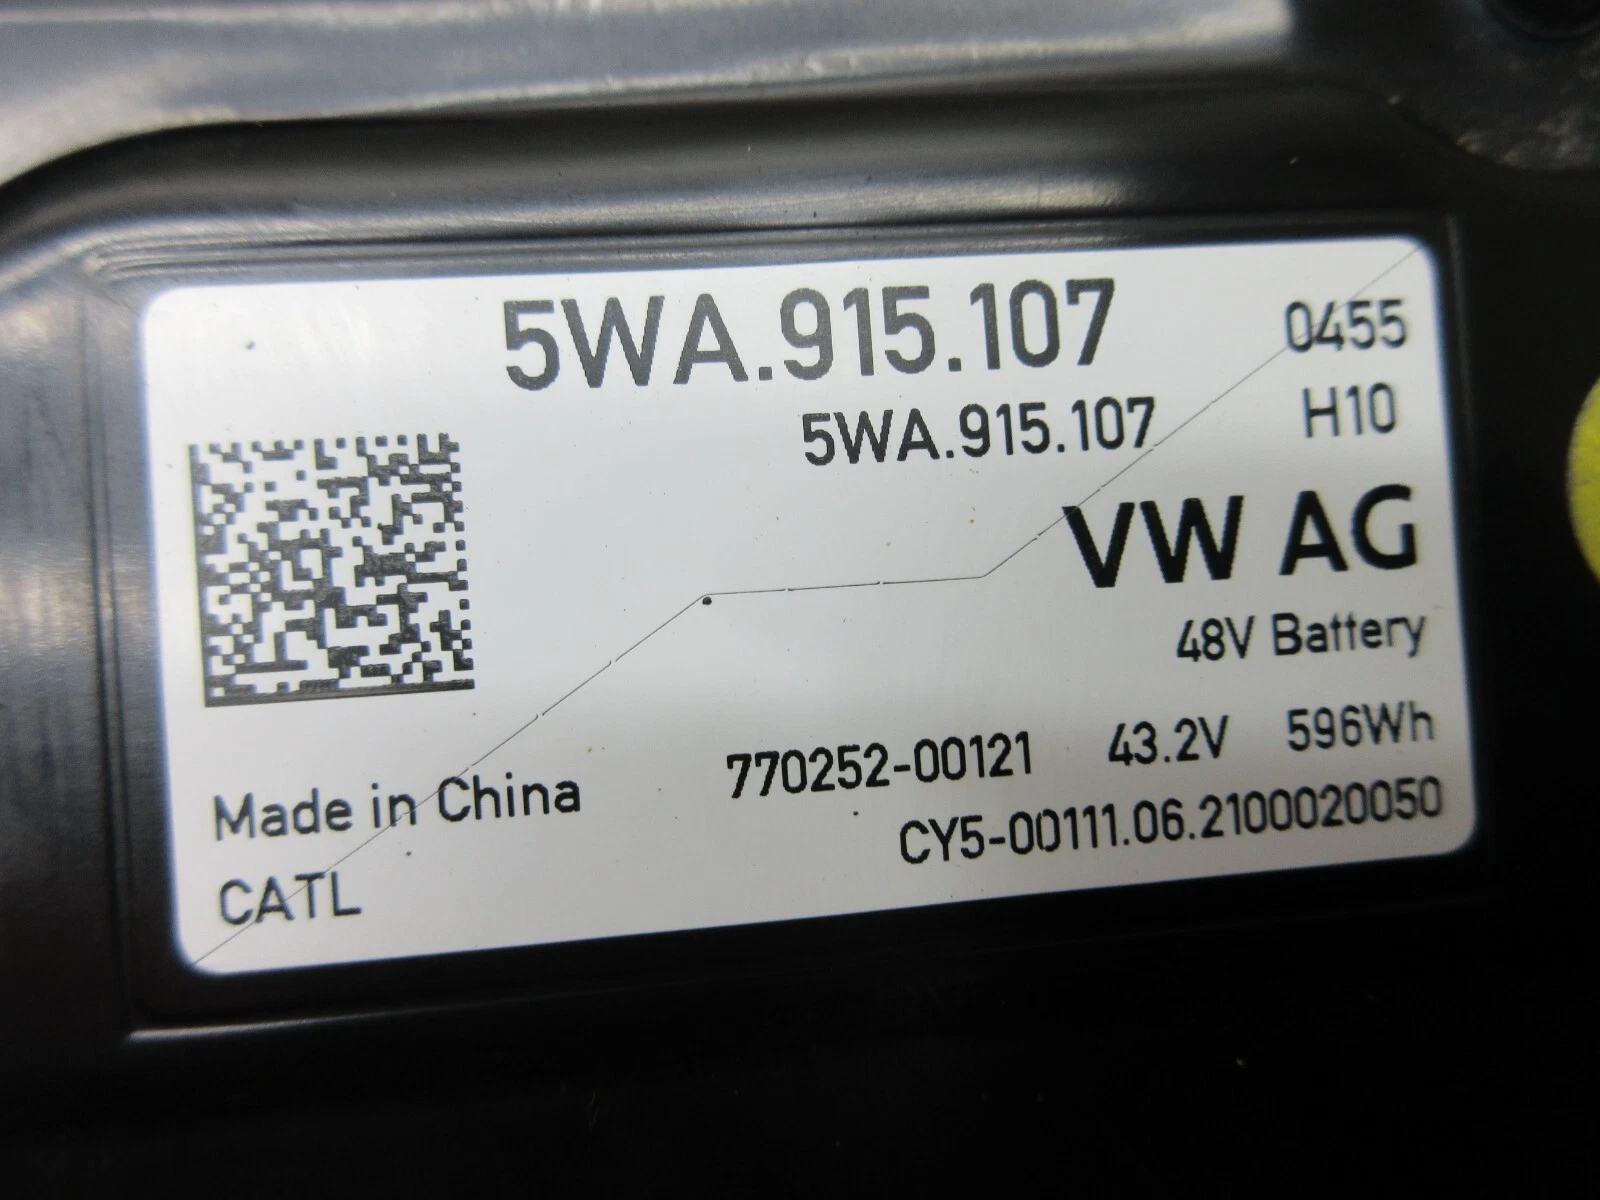 5WA.915.107
0455
5WA.915.107
H10
VW AG
48V Battery
770252-00121 43.2V 596Wh
Made in China
CY5-00111.06.2100020050
CATL